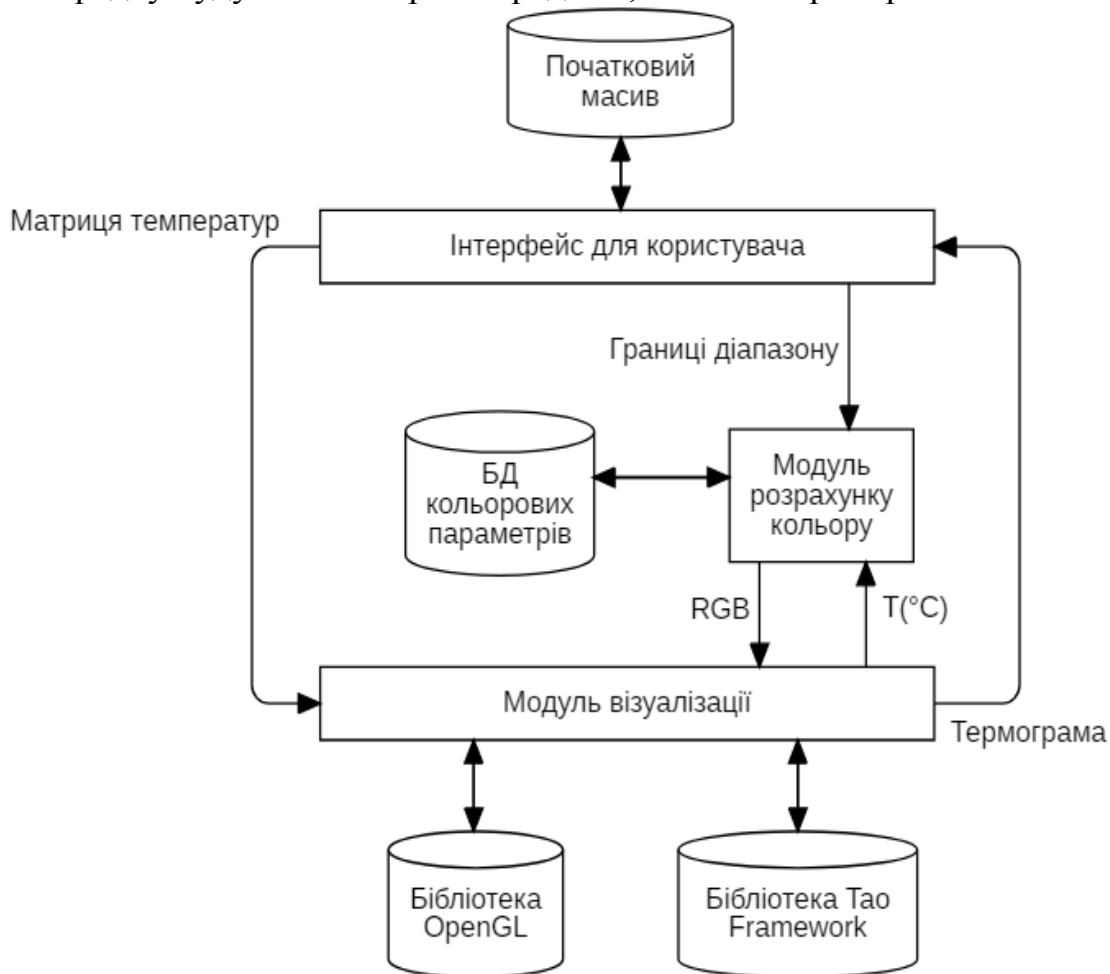 Початковий
масив
Матриця температур
Інтерфейс для користувача
Границі діапазону
БД
кольорових
параметрів
Модуль
розрахунку
кольору
RGB
T(°C)
Модуль візуалізації
Термограма
Бібліотека
OpenGL
Бібліотека Tao
Framework